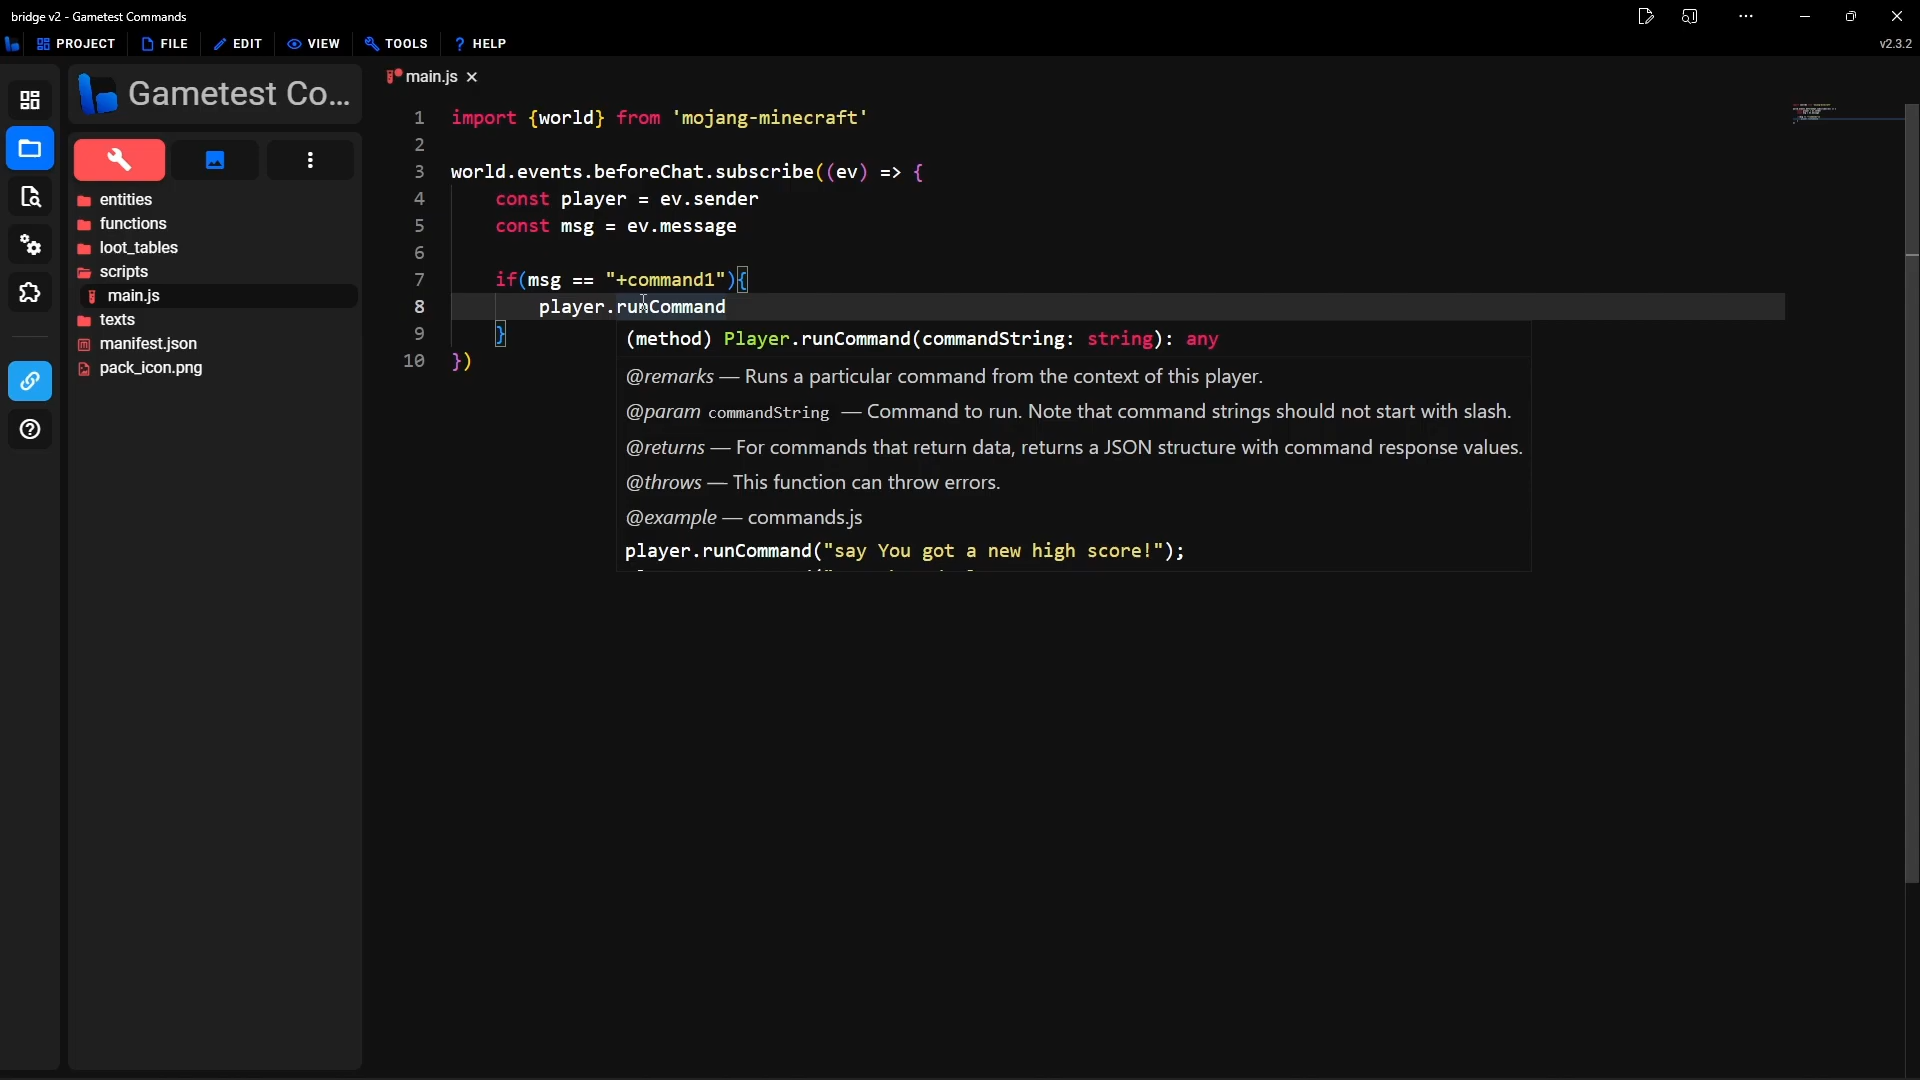 bridge v2 - Gametest Commands
PROJECT FILE EDIT VIEW TOOLS ? HELP
v2.3.2
Gametest Co...
entities
functions
loot_tables
scripts
main.js
texts
manifest.json
pack_icon.png
main.js
1 import {world} from 'mojang-minecraft'
2
3 world.events.beforeChat.subscribe((ev) => {
4 const player = ev.sender
5 const msg = ev.message
6
7 if(msg == "+command1"){
8 player.runCommand
9 }
10 })
(method) Player.runCommand(commandString: string): any
@remarks — Runs a particular command from the context of this player.
@param commandString — Command to run. Note that command strings should not start with slash.
@returns — For commands that return data, returns a JSON structure with command response values.
@throws — This function can throw errors.
@example — commands.js
player.runCommand("say You got a new high score!");